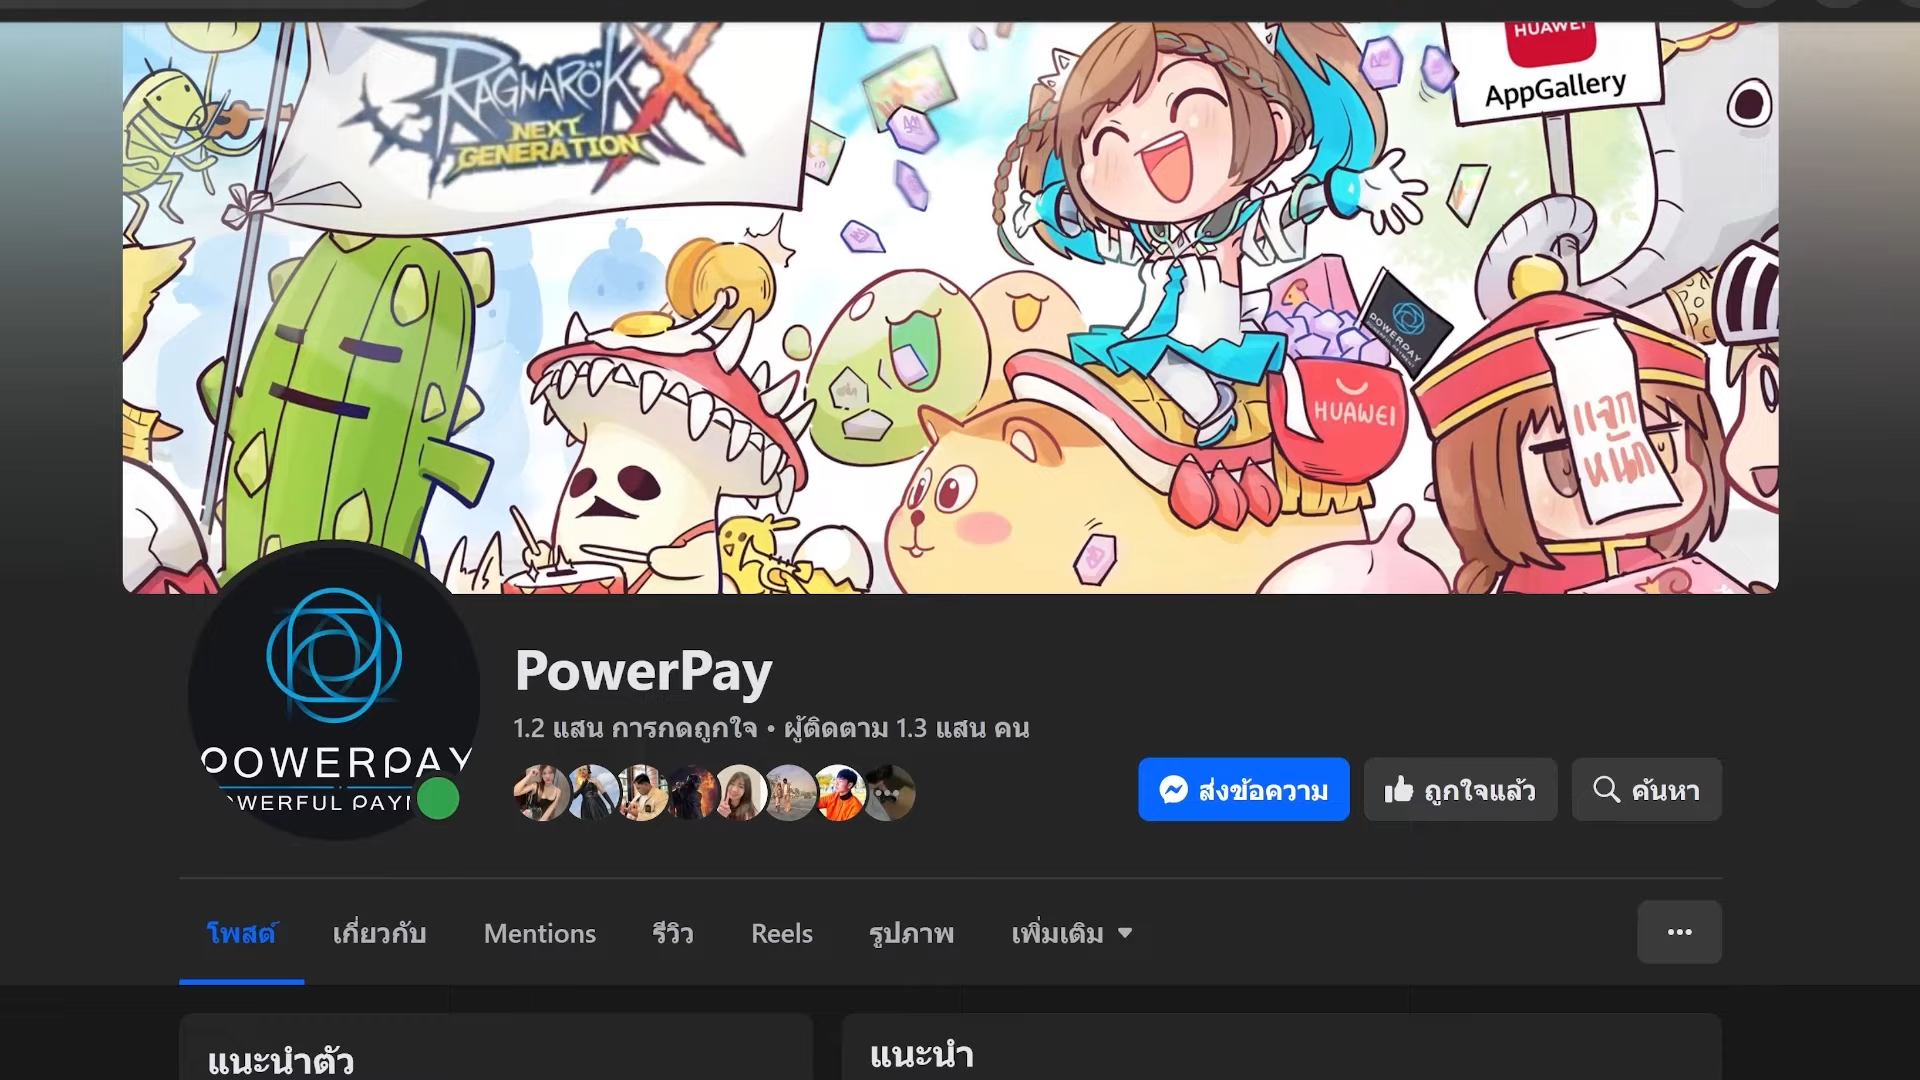 RAGNARÖK X
NEXT
GENERATION
HUAWEI
AppGallery
POWERPAY
HUAWEI
แจก
หนัก
POWERPAY
PowerPay
1.2 แสน การกดถูกใจ • ผู้ติดตาม 1.3 แสน คน
ส่งข้อความ
ถูกใจแล้ว
ค้นหา
โพสต์
เกี่ยวกับ
Mentions
รีวิว
Reels
รูปภาพ
เพิ่มเติม
แนะนำตัว
แนะนำ